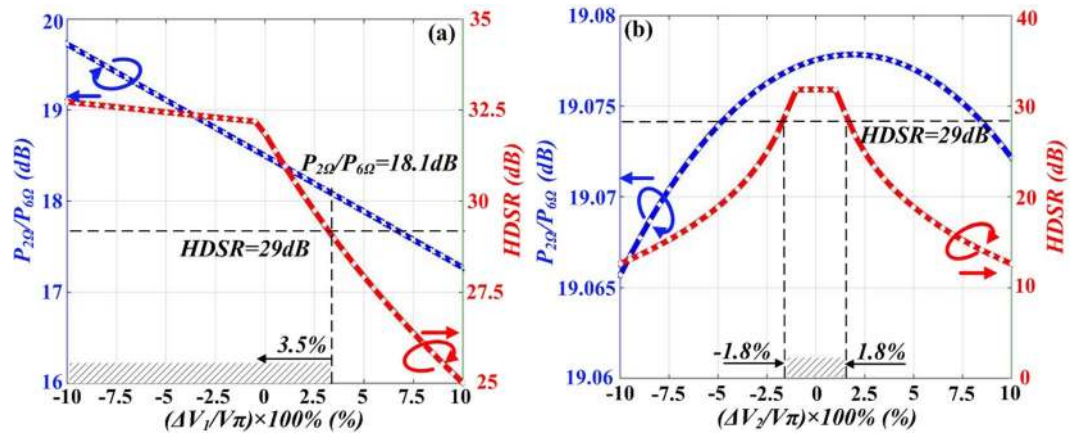 (a)
20
19
18
17
16
P2Ω/P6Ω (dB)
35
32.5
30
27.5
25
HDSR (dB)
P2Ω/P6Ω=18.1dB
HDSR=29dB
3.5%
-10 -7.5 -5 -2.5 0 2.5 5 7.5 10
(ΔV1/Vπ)×100% (%)
(b)
19.08
19.075
19.07
19.065
19.06
P2Ω/P6Ω (dB)
40
30
20
10
0
HDSR (dB)
HDSR=29dB
-1.8%
1.8%
-10 -7.5 -5 -2.5 0 2.5 5 7.5 10
(ΔV2/Vπ)×100% (%)